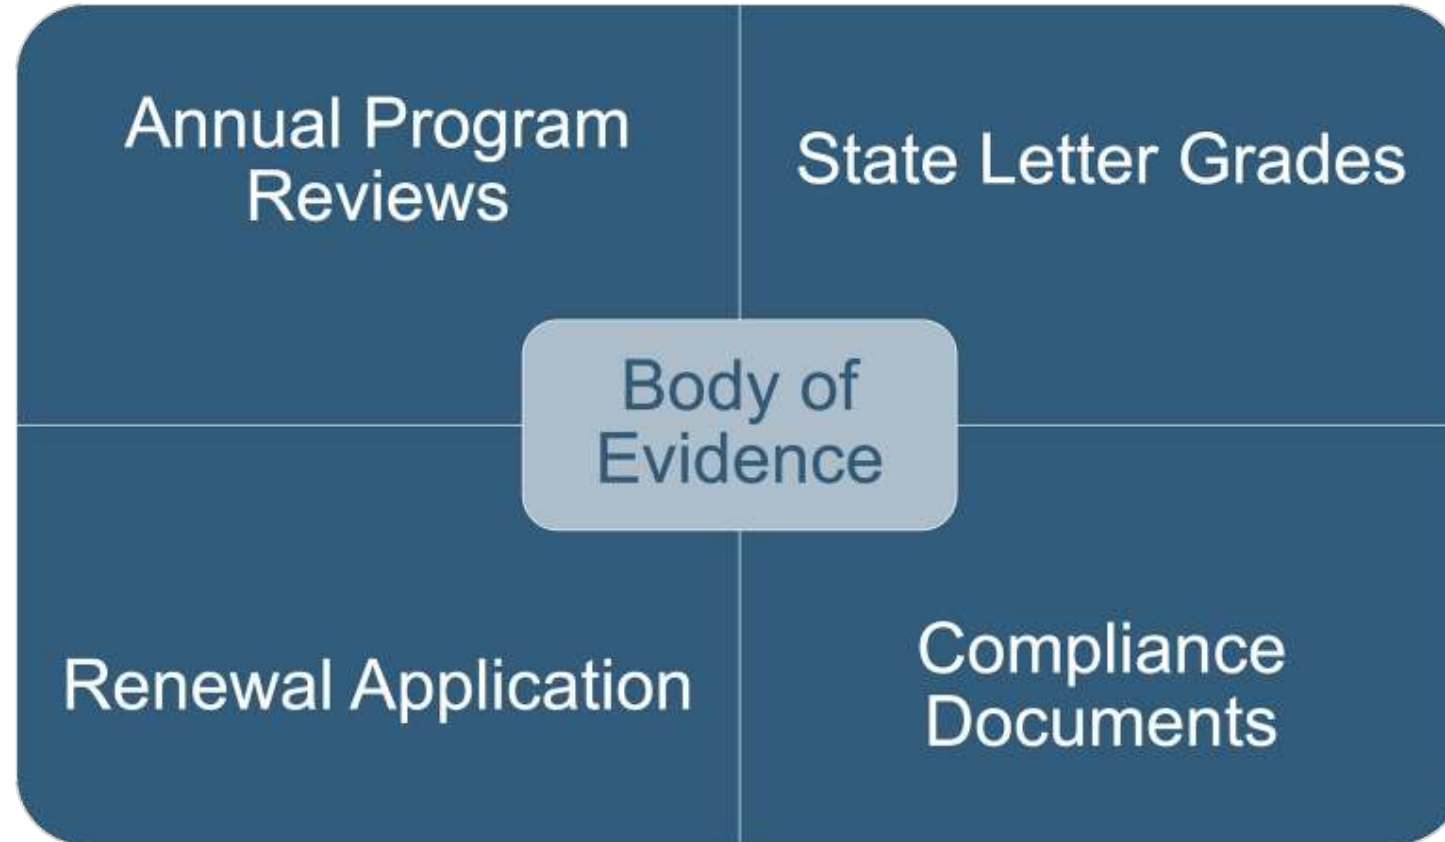 Annual Program
Reviews
State Letter Grades
Body of
Evidence
Renewal Application
Compliance
Documents